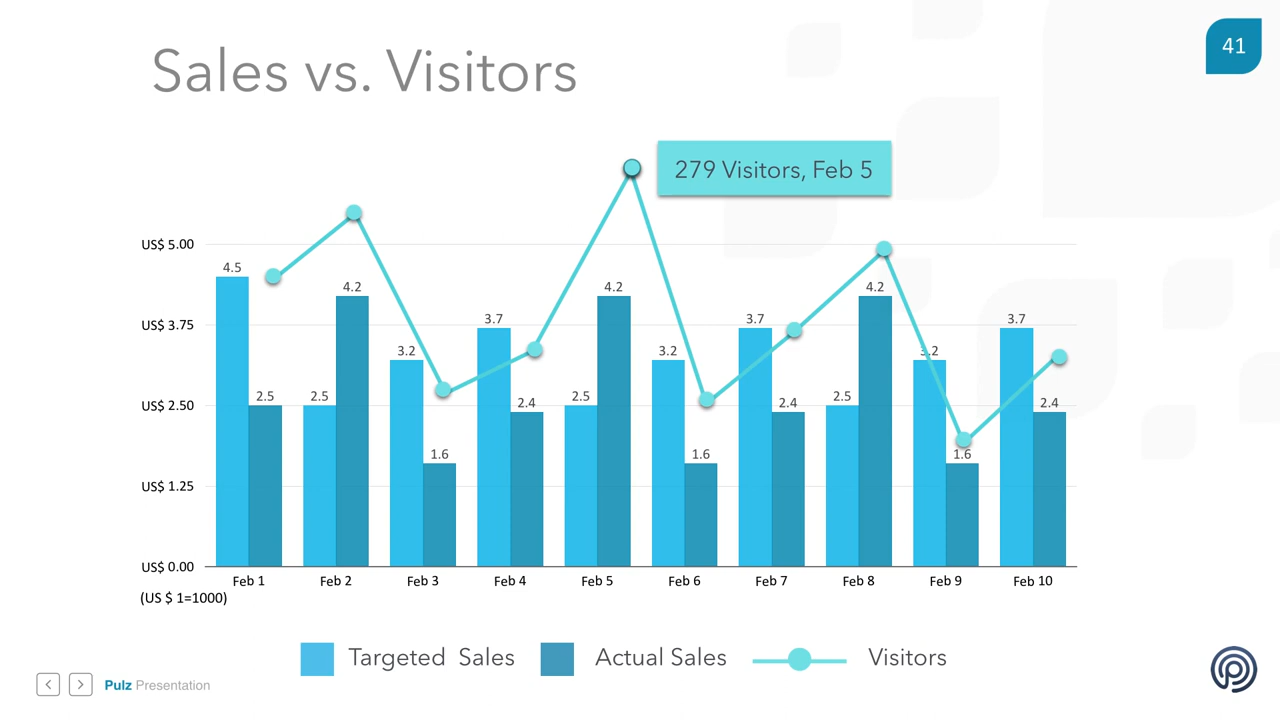 Sales vs. Visitors
41
279 Visitors, Feb 5
US$ 5.00
US$ 3.75
US$ 2.50
US$ 1.25
US$ 0.00
4.5
2.5
2.5
4.2
3.2
1.6
3.7
2.4
2.5
4.2
3.2
1.6
3.7
2.4
2.5
4.2
3.2
1.6
3.7
2.4
Feb 1
Feb 2
Feb 3
Feb 4
Feb 5
Feb 6
Feb 7
Feb 8
Feb 9
Feb 10
(US $ 1=1000)
Targeted Sales
Actual Sales
Visitors
Pulz Presentation